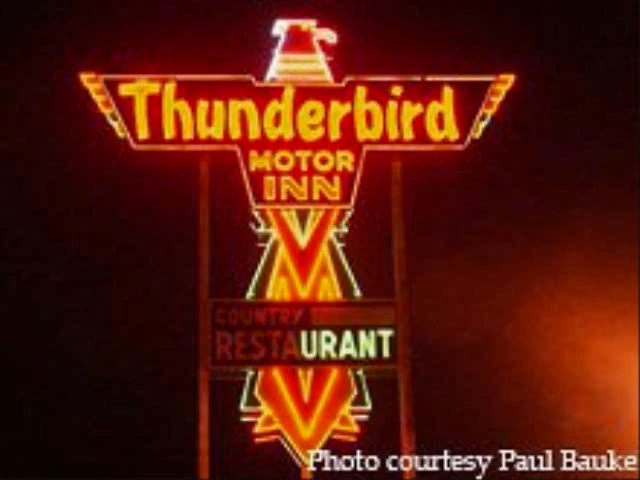 Thunderbird
MOTOR
INN
COUNTRY
RESTAURANT
Photo courtesy Paul Bauke